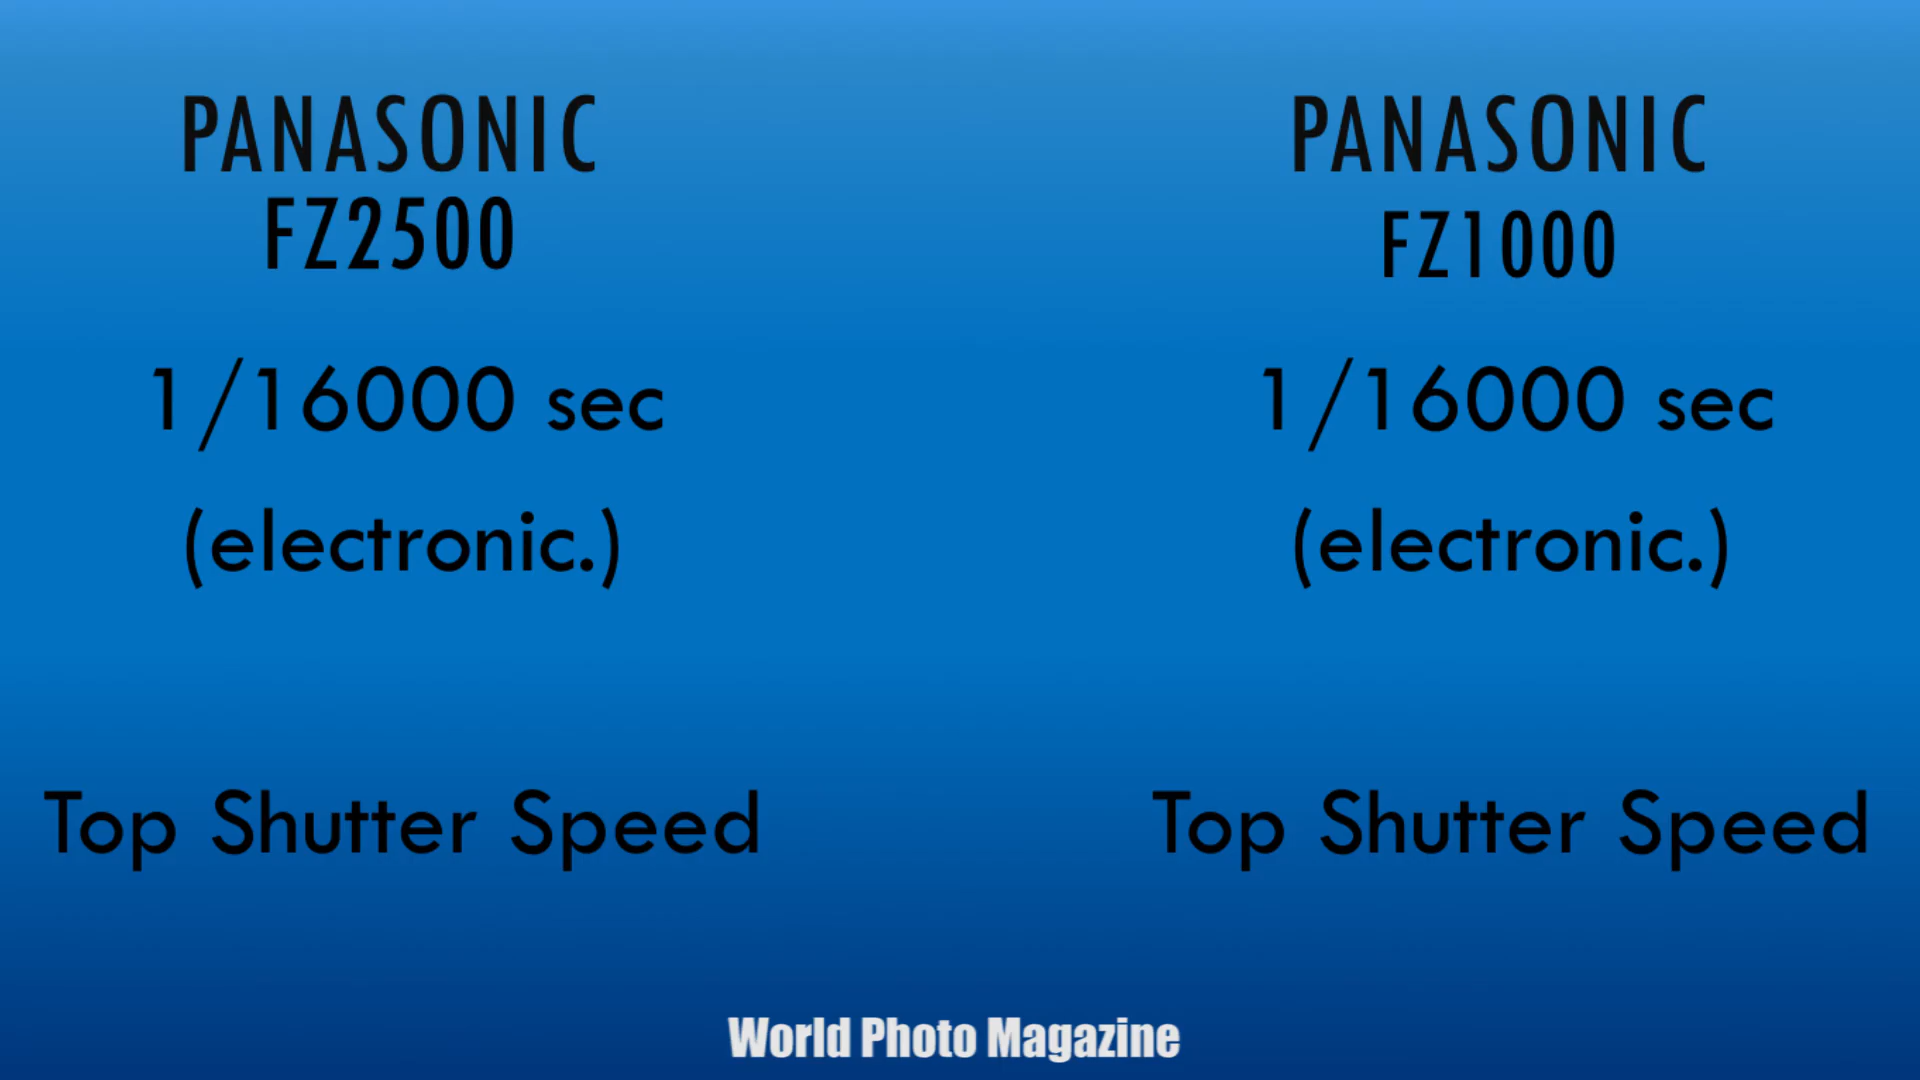 PANASONIC
FZ2500
1/16000 sec
(electronic.)
Top Shutter Speed
PANASONIC
FZ1000
1/16000 sec
(electronic.)
Top Shutter Speed
World Photo Magazine